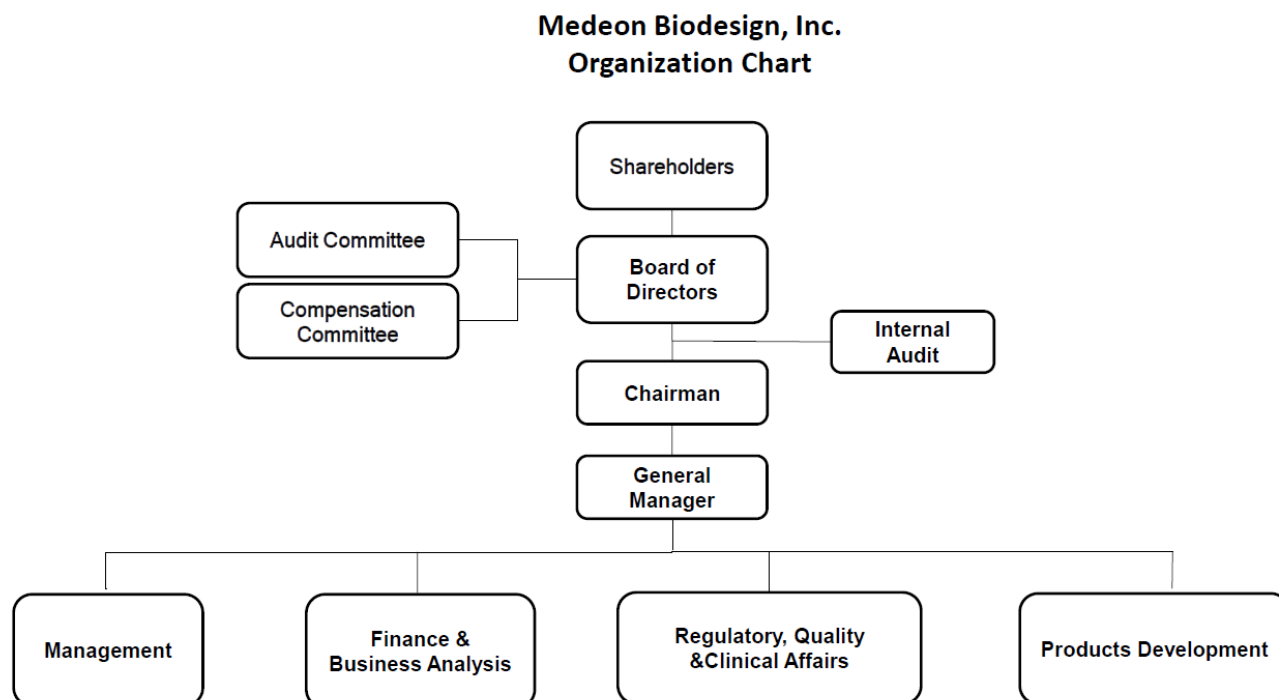 Medeon Biodesign, Inc.
Organization Chart
Shareholders
Audit Committee
Board of
Directors
Compensation
Committee
Internal
Audit
Chairman
General
Manager
Management
Finance &
Business Analysis
Regulatory, Quality
&Clinical Affairs
Products Development